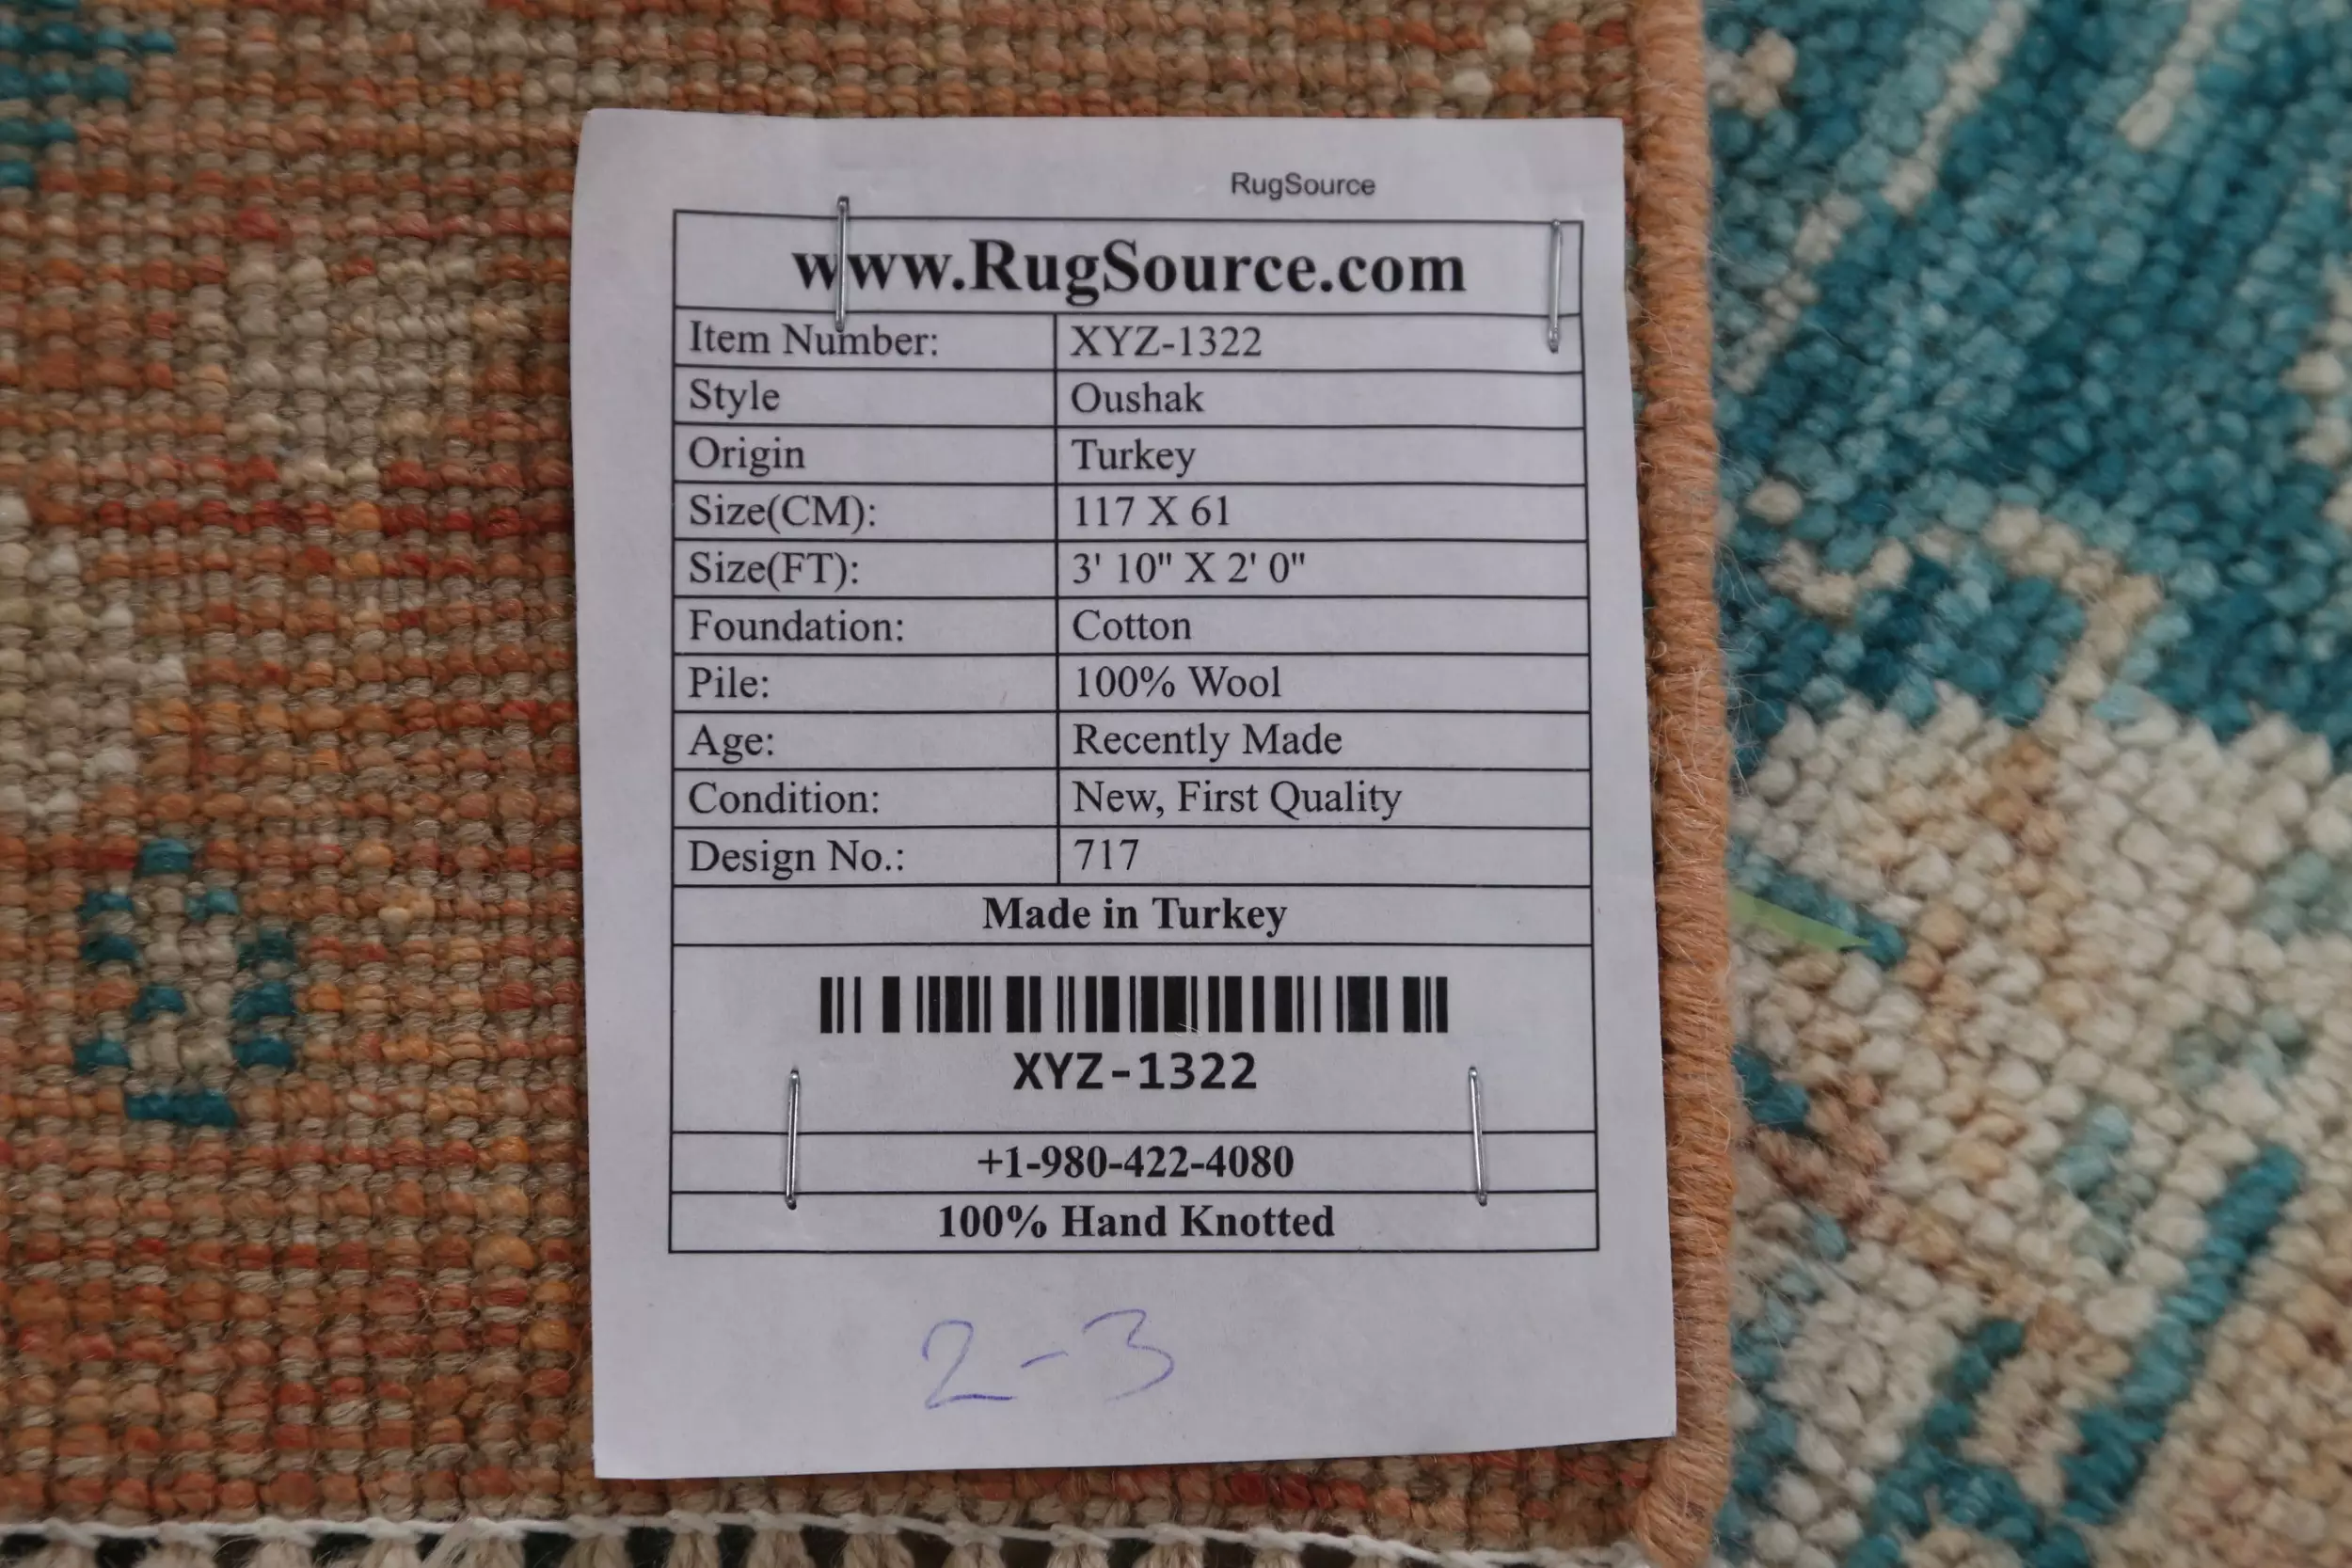 RugSource
www.RugSource.com
Item Number: XYZ-1322
Style Oushak
Origin Turkey
Size(CM): 117 X 61
Size(FT): 3' 10" X 2' 0"
Foundation: Cotton
Pile: 100% Wool
Age: Recently Made
Condition: New, First Quality
Design No.: 717
Made in Turkey
XYZ-1322
+1-980-422-4080
100% Hand Knotted
2-3